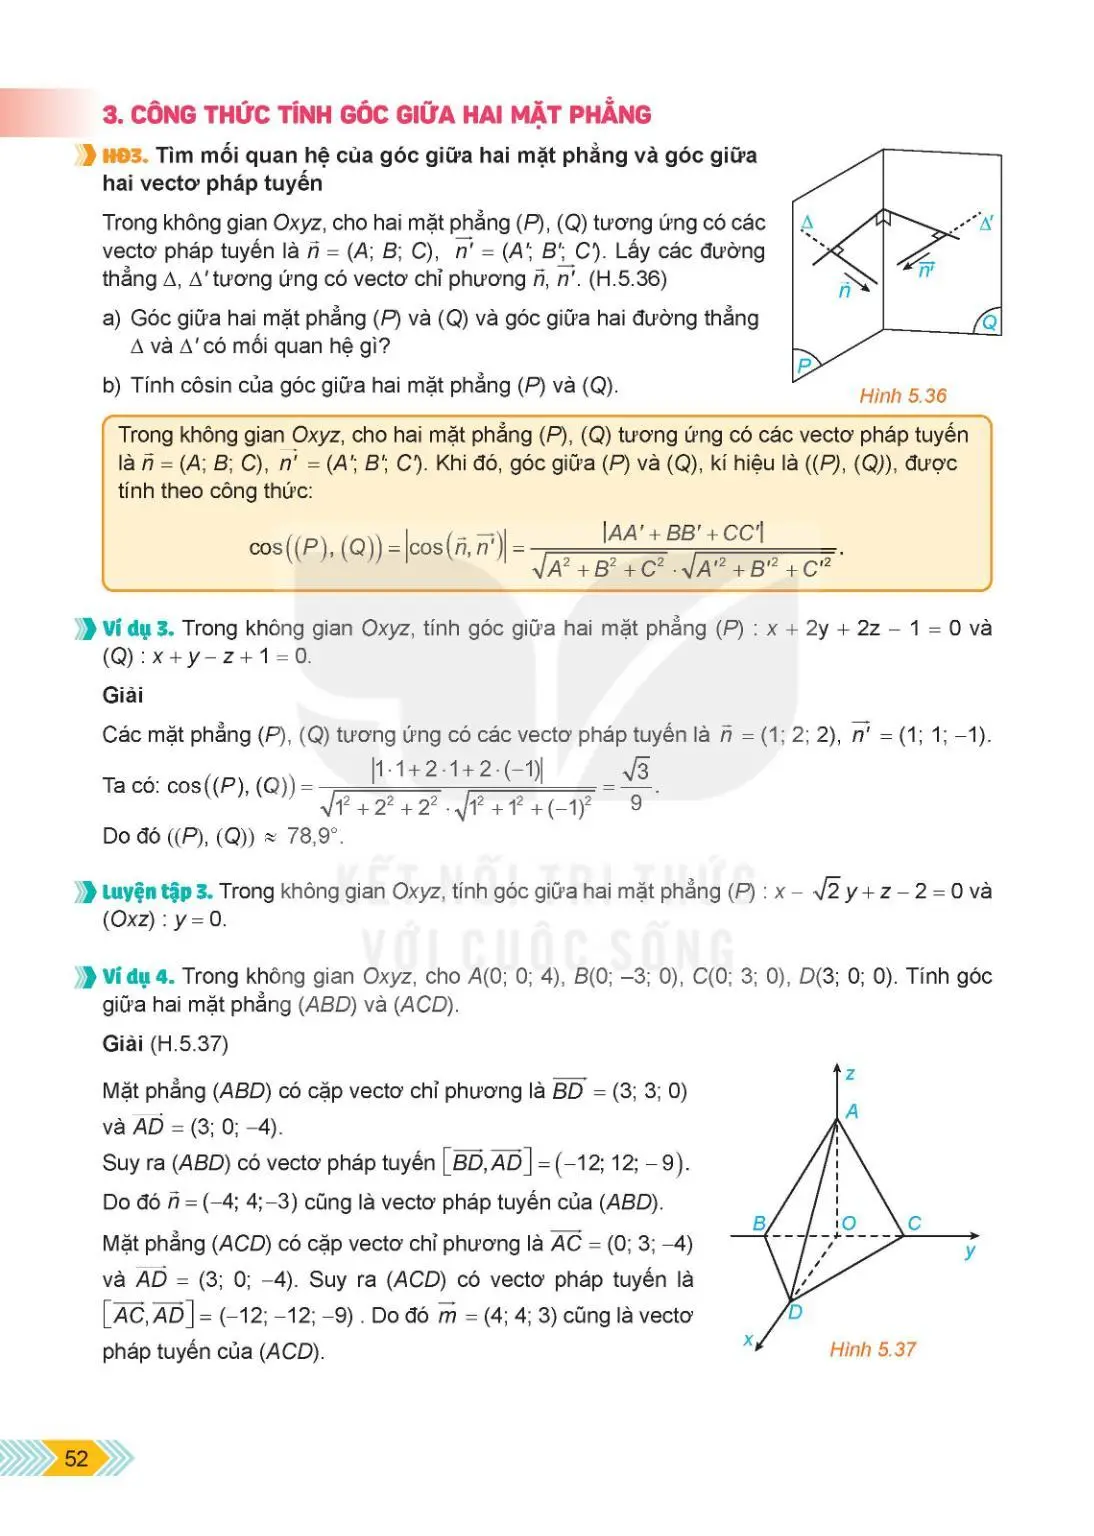 3. CÔNG THỨC TÍNH GÓC GIỮA HAI MẶT PHẲNG
HĐ3. Tìm mối quan hệ của góc giữa hai mặt phẳng và góc giữa
hai vectơ pháp tuyến
Trong không gian Oxyz, cho hai mặt phẳng (P), (Q) tương ứng có các
vectơ pháp tuyến là n⃗ = (A; B; C), n'⃗ = (A'; B'; C'). Lấy các đường
thẳng Δ, Δ' tương ứng có vectơ chỉ phương n⃗, n'⃗. (H.5.36)
a) Góc giữa hai mặt phẳng (P) và (Q) và góc giữa hai đường thẳng
Δ và Δ' có mối quan hệ gì?
b) Tính côsin của góc giữa hai mặt phẳng (P) và (Q).
Δ
Δ'
n⃗
n'⃗
Q
P
Hình 5.36
Trong không gian Oxyz, cho hai mặt phẳng (P), (Q) tương ứng có các vectơ pháp tuyến
là n⃗ = (A; B; C), n'⃗ = (A'; B'; C'). Khi đó, góc giữa (P) và (Q), kí hiệu là ((P), (Q)), được
tính theo công thức:
cos((P), (Q)) = |cos(n⃗, n'⃗)| = |AA' + BB' + CC'| / (√(A² + B² + C²) · √(A'² + B'² + C'²)).
Ví dụ 3. Trong không gian Oxyz, tính góc giữa hai mặt phẳng (P) : x + 2y + 2z – 1 = 0 và
(Q) : x + y – z + 1 = 0.
Giải
Các mặt phẳng (P), (Q) tương ứng có các vectơ pháp tuyến là n⃗ = (1; 2; 2), n'⃗ = (1; 1; –1).
Ta có: cos((P), (Q)) = |1·1 + 2·1 + 2·(–1)| / (√(1² + 2² + 2²) · √(1² + 1² + (–1)²)) = √3/9.
Do đó ((P), (Q)) ≈ 78,9°.
KẾT NỐI TRI THỨC
Luyện tập 3. Trong không gian Oxyz, tính góc giữa hai mặt phẳng (P) : x – √2 y + z – 2 = 0 và
(Oxz) : y = 0.
VỚI CUỘC SỐNG
Ví dụ 4. Trong không gian Oxyz, cho A(0; 0; 4), B(0; –3; 0), C(0; 3; 0), D(3; 0; 0). Tính góc
giữa hai mặt phẳng (ABD) và (ACD).
Giải (H.5.37)
Mặt phẳng (ABD) có cặp vectơ chỉ phương là BD⃗ = (3; 3; 0)
và AD⃗ = (3; 0; –4).
Suy ra (ABD) có vectơ pháp tuyến [BD⃗, AD⃗] = (–12; 12; –9).
Do đó n⃗ = (–4; 4;–3) cũng là vectơ pháp tuyến của (ABD).
Mặt phẳng (ACD) có cặp vectơ chỉ phương là AC⃗ = (0; 3; –4)
và AD⃗ = (3; 0; –4). Suy ra (ACD) có vectơ pháp tuyến là
[AC⃗, AD⃗] = (–12; –12; –9) . Do đó m⃗ = (4; 4; 3) cũng là vectơ
pháp tuyến của (ACD).
z
A
B
O
C
y
D
x
Hình 5.37
52